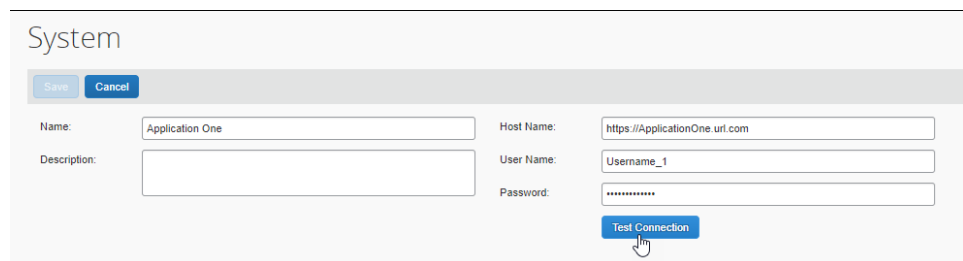 System
Save Cancel
Name: Application One Host Name: https://ApplicationOne.url.com
Description: User Name: Username_1
Password: •••••••••••••
Test Connection